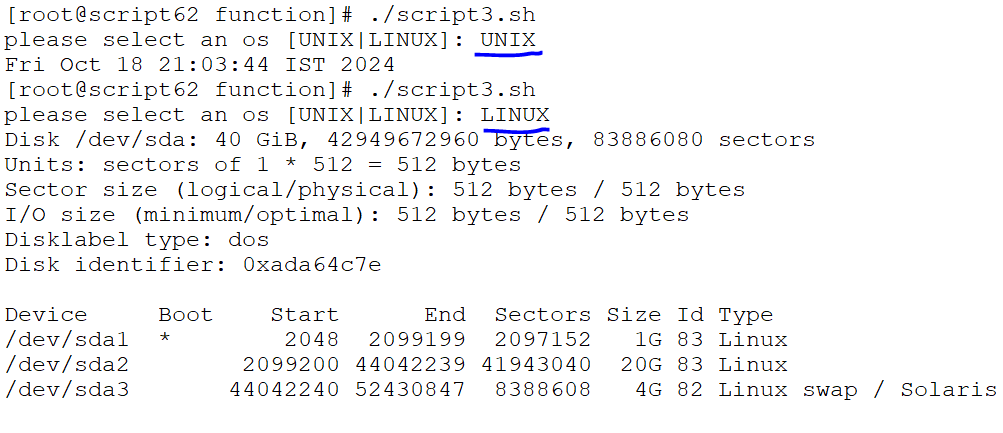 [root@script62 function]# ./script3.sh
please select an os [UNIX|LINUX]: UNIX
Fri Oct 18 21:03:44 IST 2024
[root@script62 function]# ./script3.sh
please select an os [UNIX|LINUX]: LINUX
Disk /dev/sda: 40 GiB, 42949672960 bytes, 83886080 sectors
Units: sectors of 1 * 512 = 512 bytes
Sector size (logical/physical): 512 bytes / 512 bytes
I/O size (minimum/optimal): 512 bytes / 512 bytes
Disklabel type: dos
Disk identifier: 0xada64c7e

Device     Boot    Start      End  Sectors Size Id Type
/dev/sda1  *        2048  2099199  2097152   1G 83 Linux
/dev/sda2        2099200 44042239 41943040  20G 83 Linux
/dev/sda3       44042240 52430847  8388608   4G 82 Linux swap / Solaris